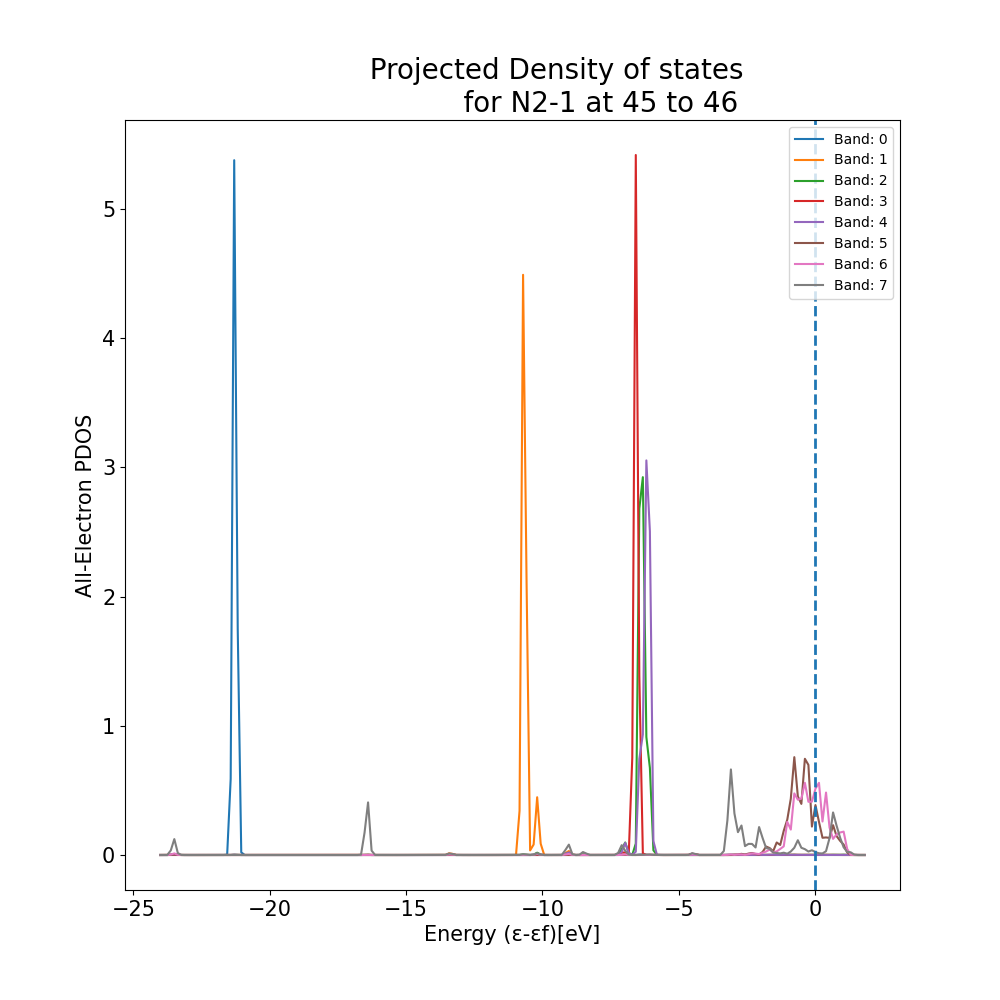 Projected Density of states
for N2-1 at 45 to 46
Band: 0
Band: 1
Band: 2
Band: 3
Band: 4
Band: 5
Band: 6
Band: 7
All-Electron PDOS
5
4
3
2
1
0
−25
−20
−15
−10
−5
0
Energy (ε-εf)[eV]